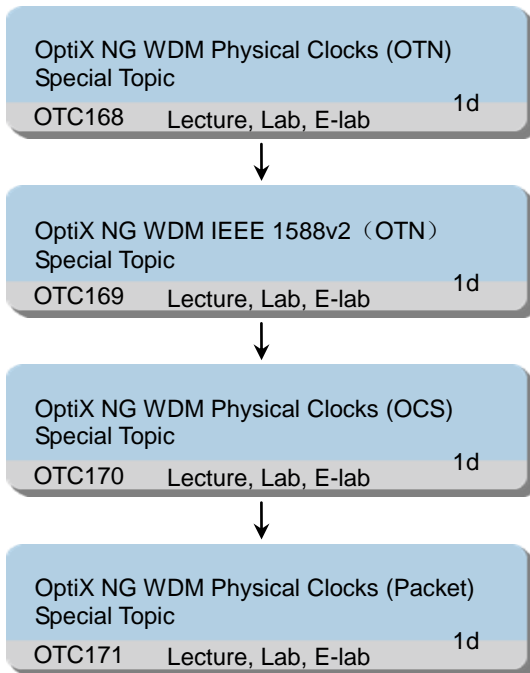 OptiX NG WDM Physical Clocks (OTN)
Special Topic
1d
OTC168 Lecture, Lab, E-lab
OptiX NG WDM IEEE 1588v2（OTN）
Special Topic
1d
OTC169 Lecture, Lab, E-lab
OptiX NG WDM Physical Clocks (OCS)
Special Topic
1d
OTC170 Lecture, Lab, E-lab
OptiX NG WDM Physical Clocks (Packet)
Special Topic
1d
OTC171 Lecture, Lab, E-lab